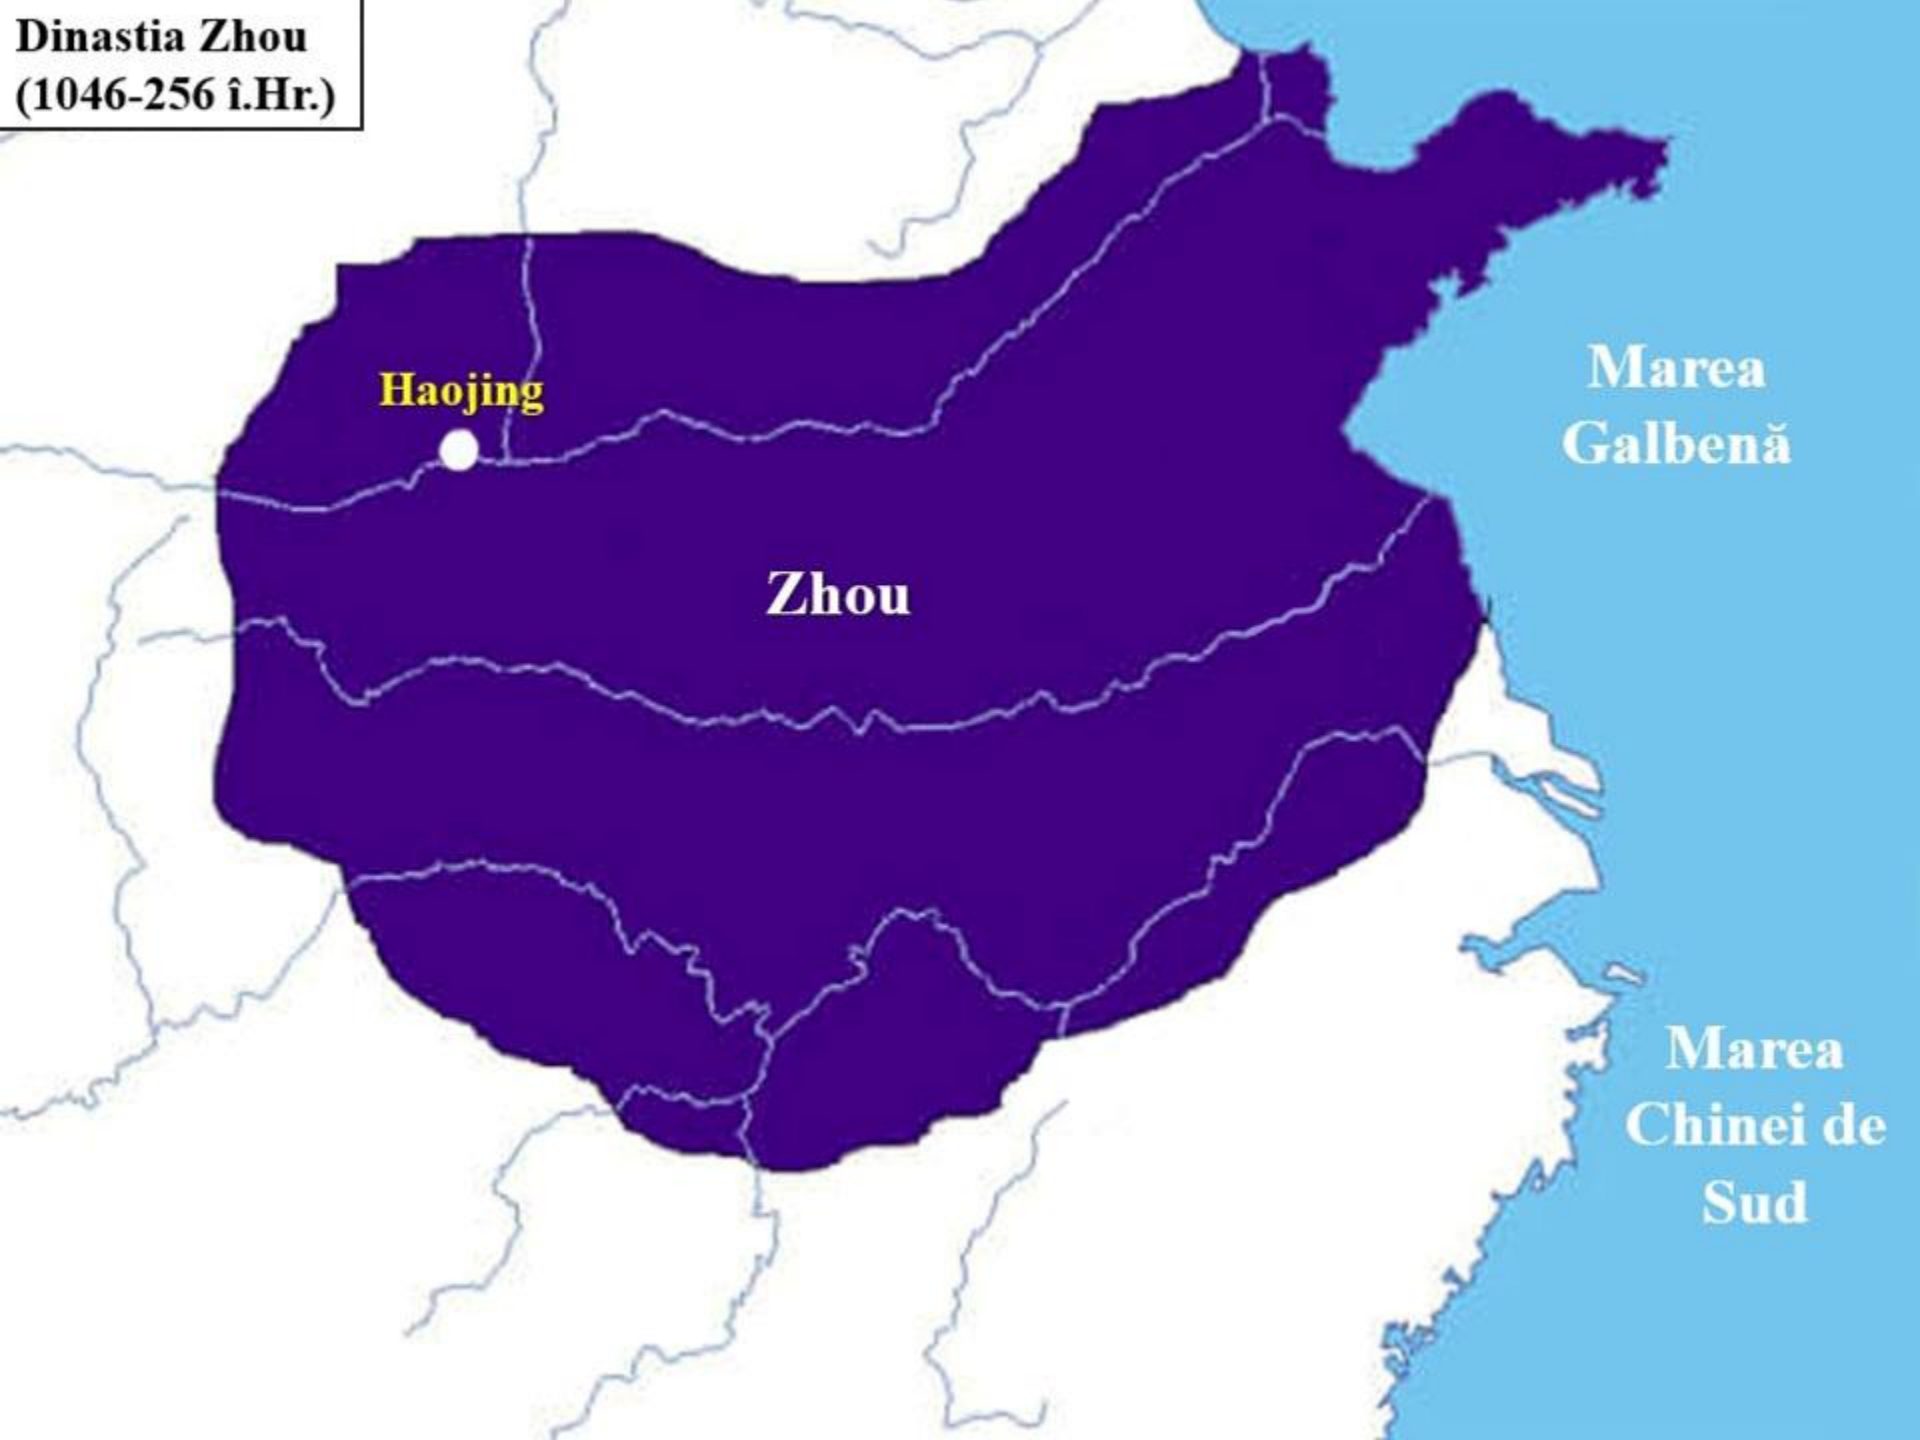 Dinastia Zhou
(1046-256 î.Hr.)
Haojing
Marea
Galbenă
Zhou
Marea
Chinei de
Sud